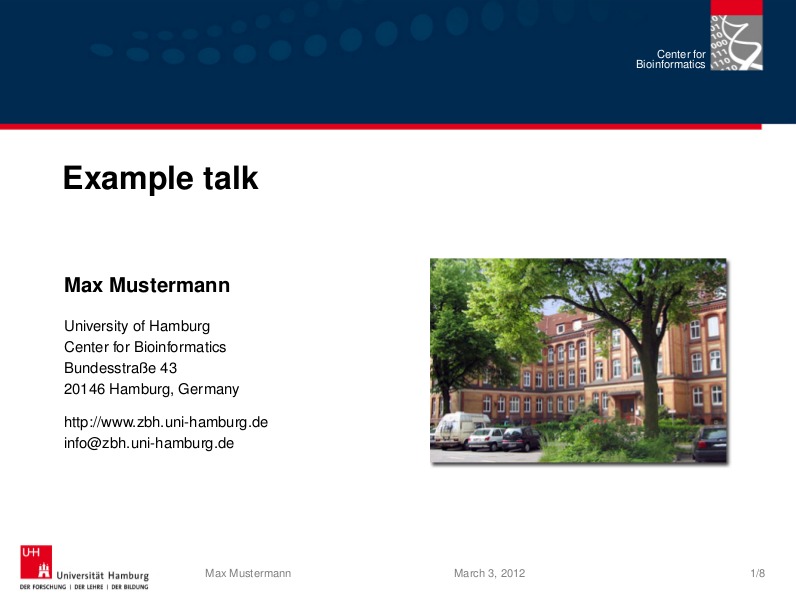 Center for
Bioinformatics
Example talk
Max Mustermann
University of Hamburg
Center for Bioinformatics
Bundesstraße 43
20146 Hamburg, Germany
http://www.zbh.uni-hamburg.de
info@zbh.uni-hamburg.de
UHH
Universität Hamburg
DER FORSCHUNG | DER LEHRE | DER BILDUNG
Max Mustermann
March 3, 2012
1/8